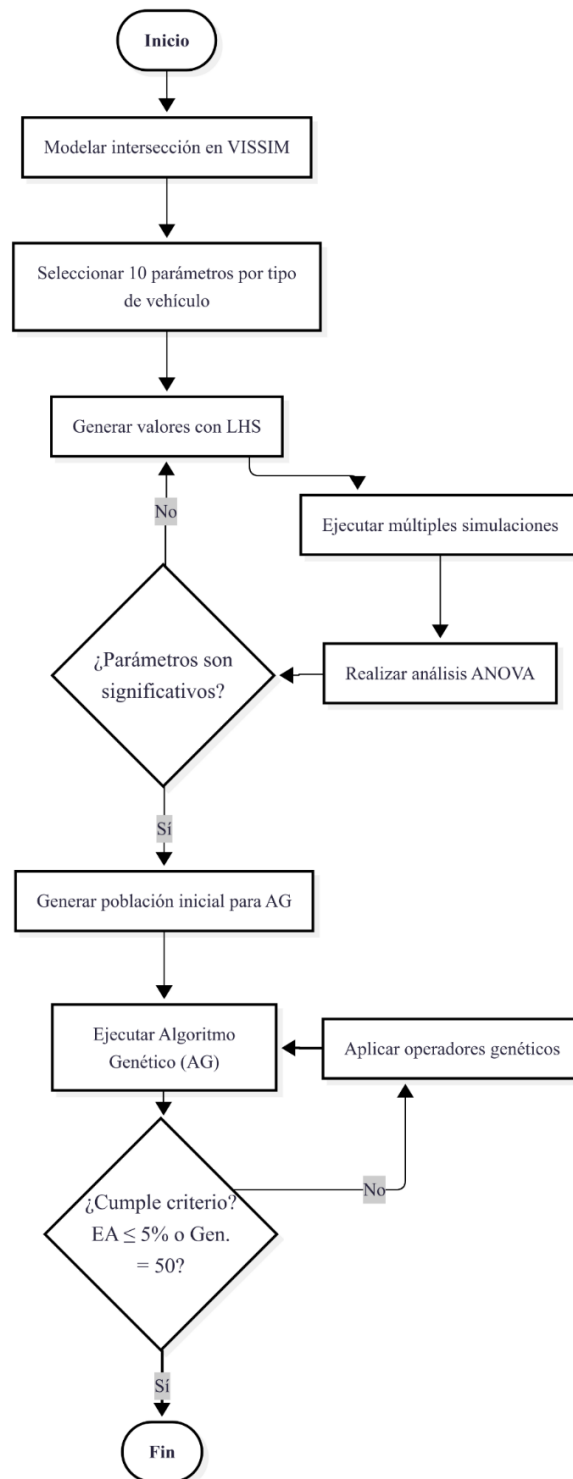 Inicio
Modelar intersección en VISSIM
Seleccionar 10 parámetros por tipo
de vehículo
Generar valores con LHS
No
Ejecutar múltiples simulaciones
¿Parámetros son
significativos?
Realizar análisis ANOVA
Sí
Generar población inicial para AG
Ejecutar Algoritmo
Genético (AG)
Aplicar operadores genéticos
¿Cumple criterio?
EA ≤ 5% o Gen.
= 50?
No
Sí
Fin